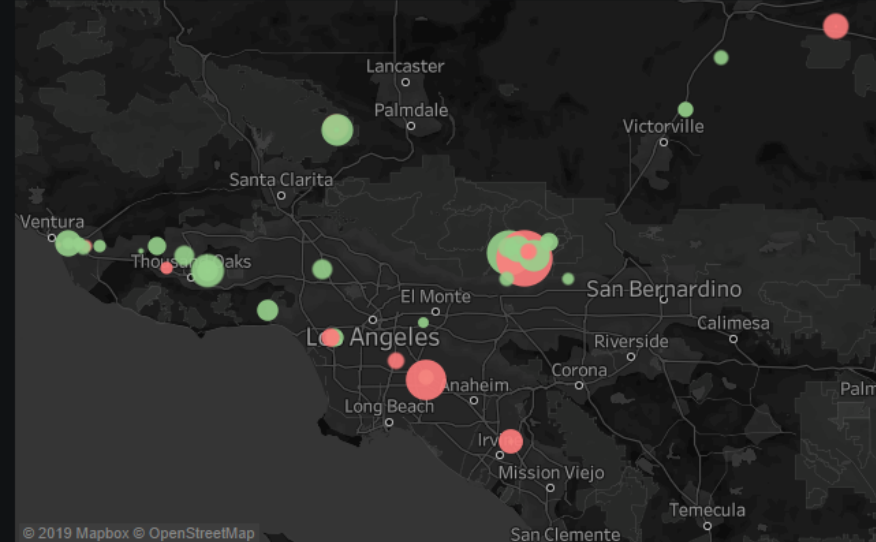 Lancaster
Palmdale
Victorville
Santa Clarita
Ventura
Thousand Oaks
San Bernardino
El Monte
Calimesa
Los Angeles
Riverside
Corona
Anaheim
Palm
Long Beach
Irv
Mission Viejo
Temecula
San Clemente
© 2019 Mapbox © OpenStreetMap